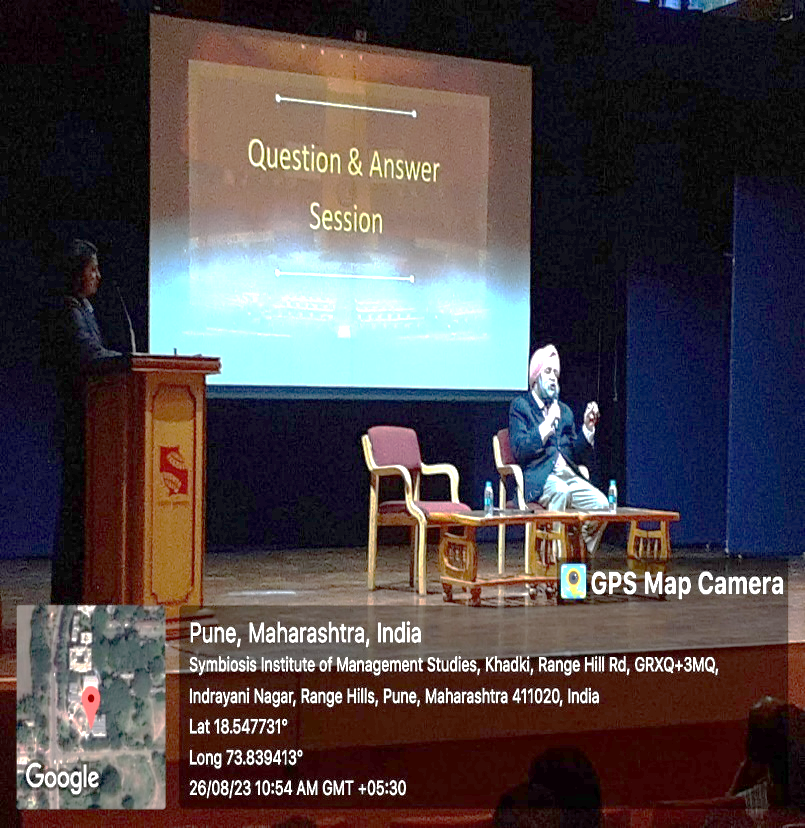 Question & Answer
Session
GPS Map Camera
Pune, Maharashtra, India
Symbiosis Institute of Management Studies, Khadki, Range Hill Rd, GRXQ+3MQ,
Indrayani Nagar, Range Hills, Pune, Maharashtra 411020, India
Lat 18.547731°
Long 73.839413°
26/08/23 10:54 AM GMT +05:30
Google